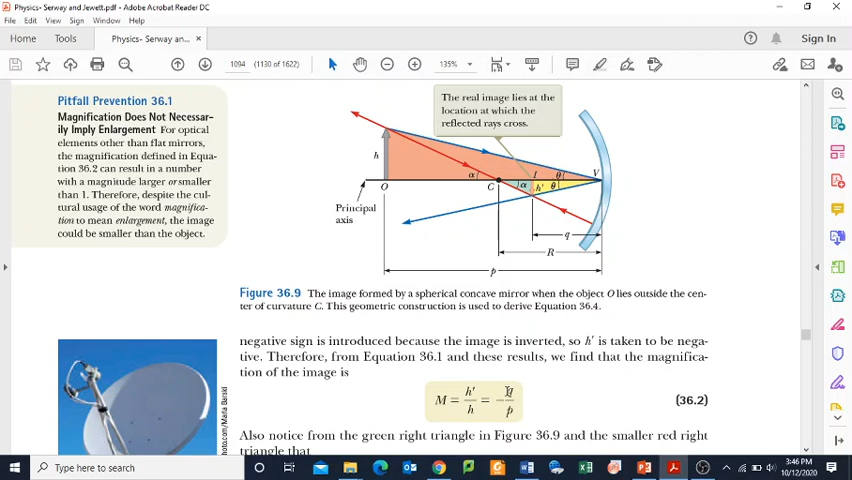 Physics- Serway and Jewett.pdf - Adobe Acrobat Reader DC
File Edit View Sign Window Help
Home Tools Physics- Serway an... × Sign In
1094 (1130 of 1622) 135%
Pitfall Prevention 36.1
Magnification Does Not Necessar-
ily Imply Enlargement For optical
elements other than flat mirrors,
the magnification defined in Equa-
tion 36.2 can result in a number
with a magnitude larger or smaller
than 1. Therefore, despite the cul-
tural usage of the word magnifica-
tion to mean enlargement, the image
could be smaller than the object.
The real image lies at the
location at which the
reflected rays cross.
h
α
I
θ
V
O
C
α
h′
θ
Principal
axis
q
R
p
Figure 36.9 The image formed by a spherical concave mirror when the object O lies outside the cen-
ter of curvature C. This geometric construction is used to derive Equation 36.4.
negative sign is introduced because the image is inverted, so h′ is taken to be nega-
tive. Therefore, from Equation 36.1 and these results, we find that the magnifica-
tion of the image is
M = h′/h = −q/p (36.2)
Also notice from the green right triangle in Figure 36.9 and the smaller red right
triangle that
Type here to search
3:46 PM
10/12/2020